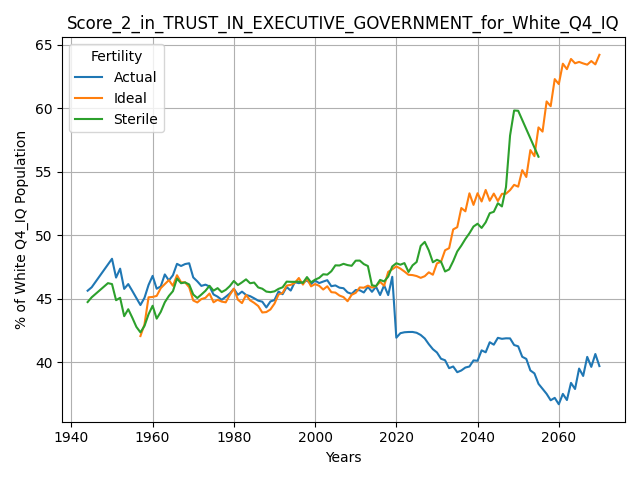 Score_2_in_TRUST_IN_EXECUTIVE_GOVERNMENT_for_White_Q4_IQ
Fertility
Actual
Ideal
Sterile
% of White Q4_IQ Population
65
60
55
50
45
40
1940
1960
1980
2000
2020
2040
2060
Years